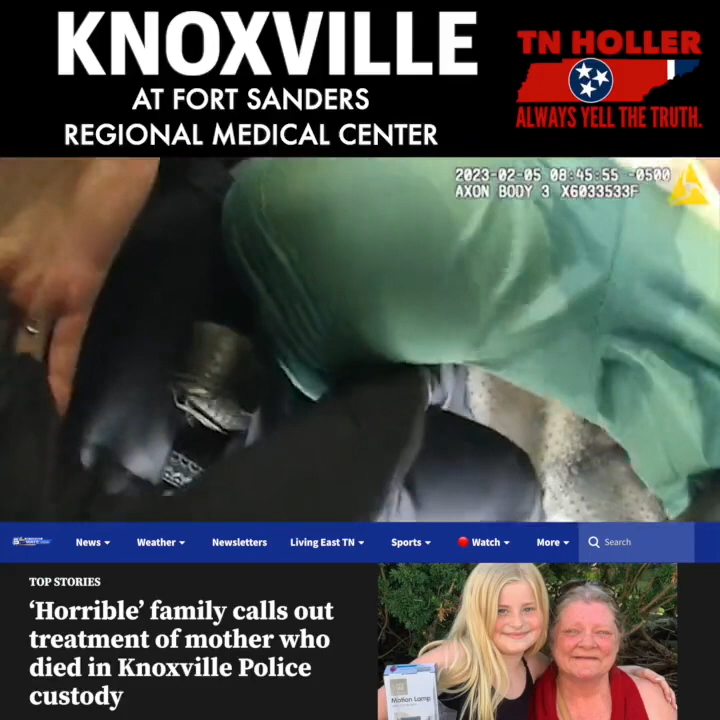 KNOXVILLE
AT FORT SANDERS
REGIONAL MEDICAL CENTER
TN HOLLER
ALWAYS YELL THE TRUTH.
2023-02-05 08:45:55 -0500
AXON BODY 3 X6033533F
News Weather Newsletters Living East TN Sports Watch More Search
TOP STORIES
‘Horrible’ family calls out
treatment of mother who
died in Knoxville Police
custody
Motion Lamp